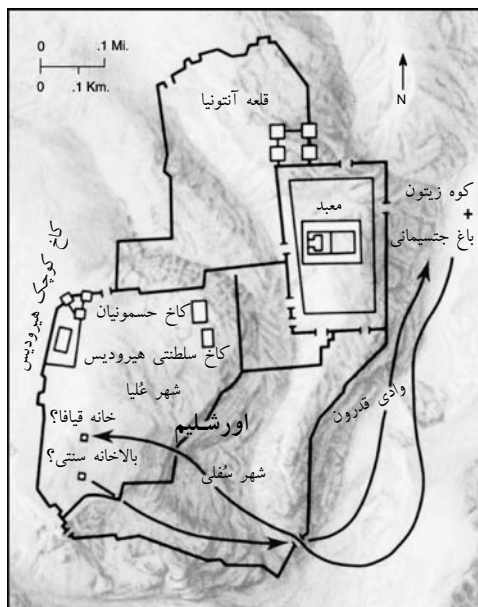 0 .1 Mi.
0 .1 Km.
N
قلعه آنتونیا
کوه زیتون
+
باغ جتسیمانی
معبد
کاخ کوچک هیرودیس
کاخ حسمونیان
کاخ سلطنتی هیرودیس
شهر عُلیا
وادی قدرون
خانه قیافا؟
اورشلیم
بالاخانه سنتی؟
شهر سُفلی